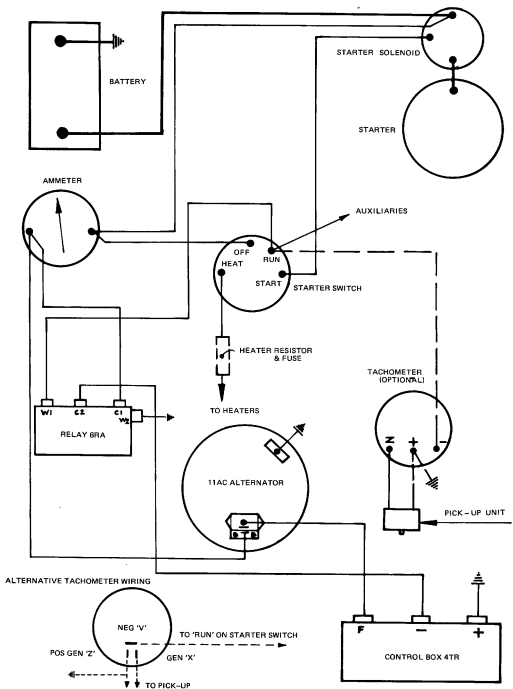 STARTER SOLENOID
BATTERY
STARTER
AMMETER
AUXILIARIES
OFF
RUN
HEAT
START
STARTER SWITCH
HEATER RESISTOR
& FUSE
TACHOMETER
(OPTIONAL)
TO HEATERS
W1
C2
C1
W2
RELAY 6RA
N
+
-
11AC ALTERNATOR
PICK-UP UNIT
ALTERNATIVE TACHOMETER WIRING
NEG 'V'
TO 'RUN' ON STARTER SWITCH
POS GEN 'Z'
GEN 'X'
TO PICK-UP
F
-
+
CONTROL BOX 4TR